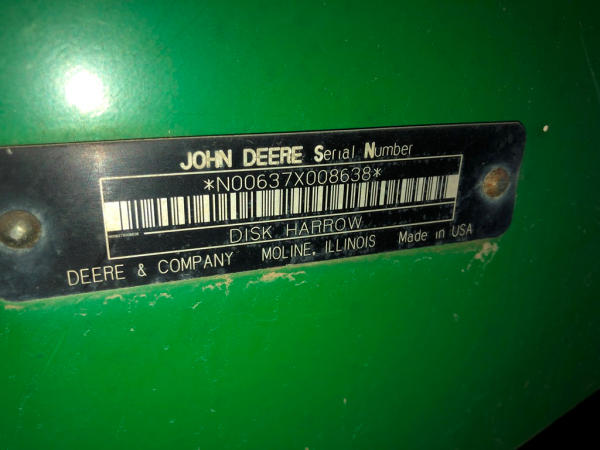 JOHN DEERE Serial Number
*N00637X008638*
DISK HARROW
DEERE & COMPANY MOLINE, ILLINOIS Made in USA